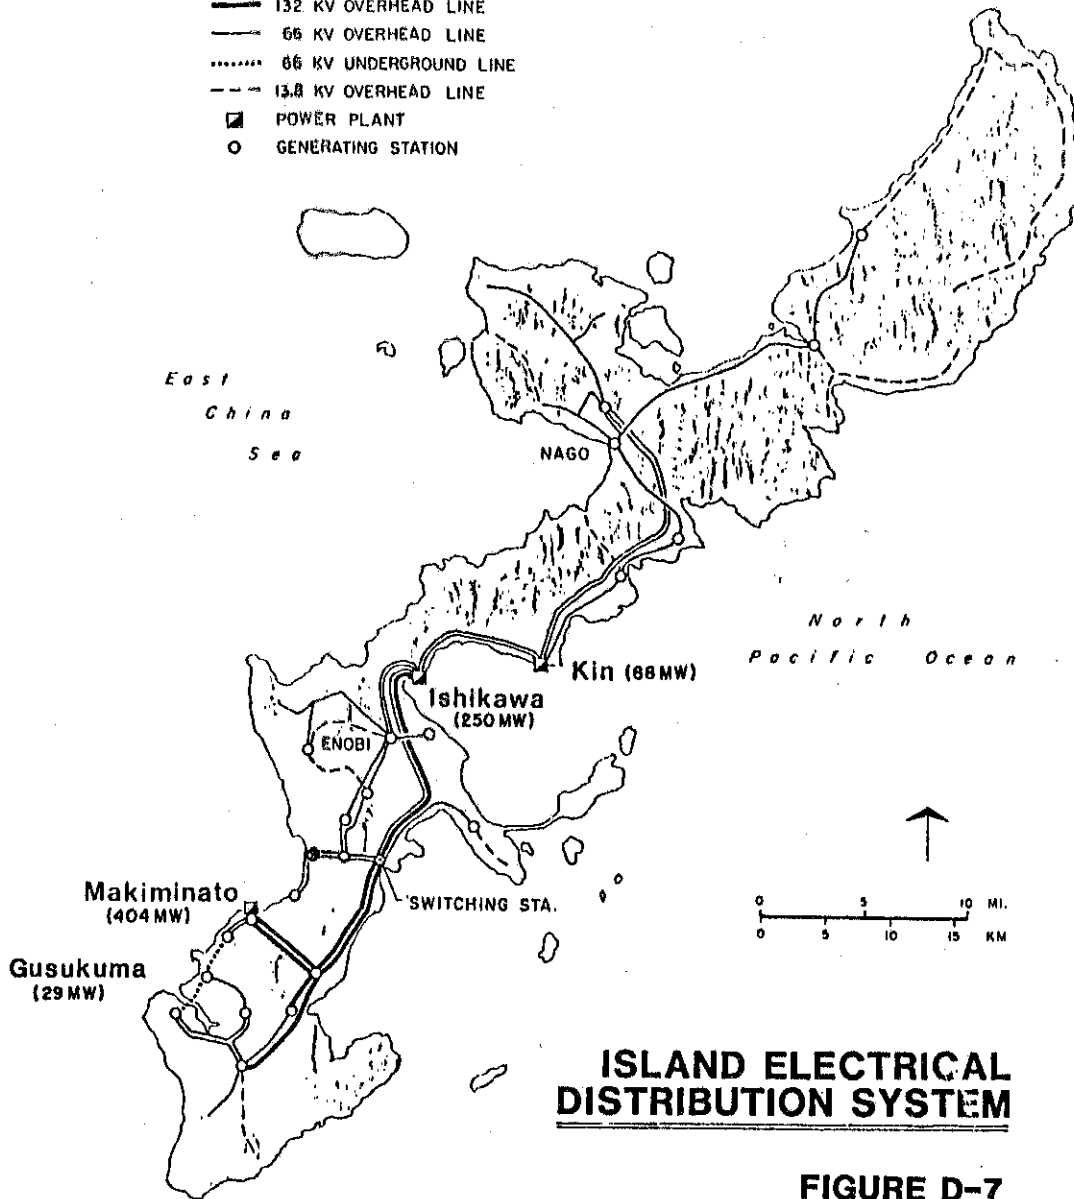 132 KV OVERHEAD LINE
66 KV OVERHEAD LINE
66 KV UNDERGROUND LINE
13.8 KV OVERHEAD LINE
POWER PLANT
GENERATING STATION
East
China
Sea
NAGO
North
Pacific Ocean
Kin (68MW)
Ishikawa
(250MW)
ENOBI
Makiminato
(404MW)
SWITCHING STA.
0 5 10 MI.
0 5 10 15 KM
Gusukuma
(29MW)
ISLAND ELECTRICAL
DISTRIBUTION SYSTEM
FIGURE D-7